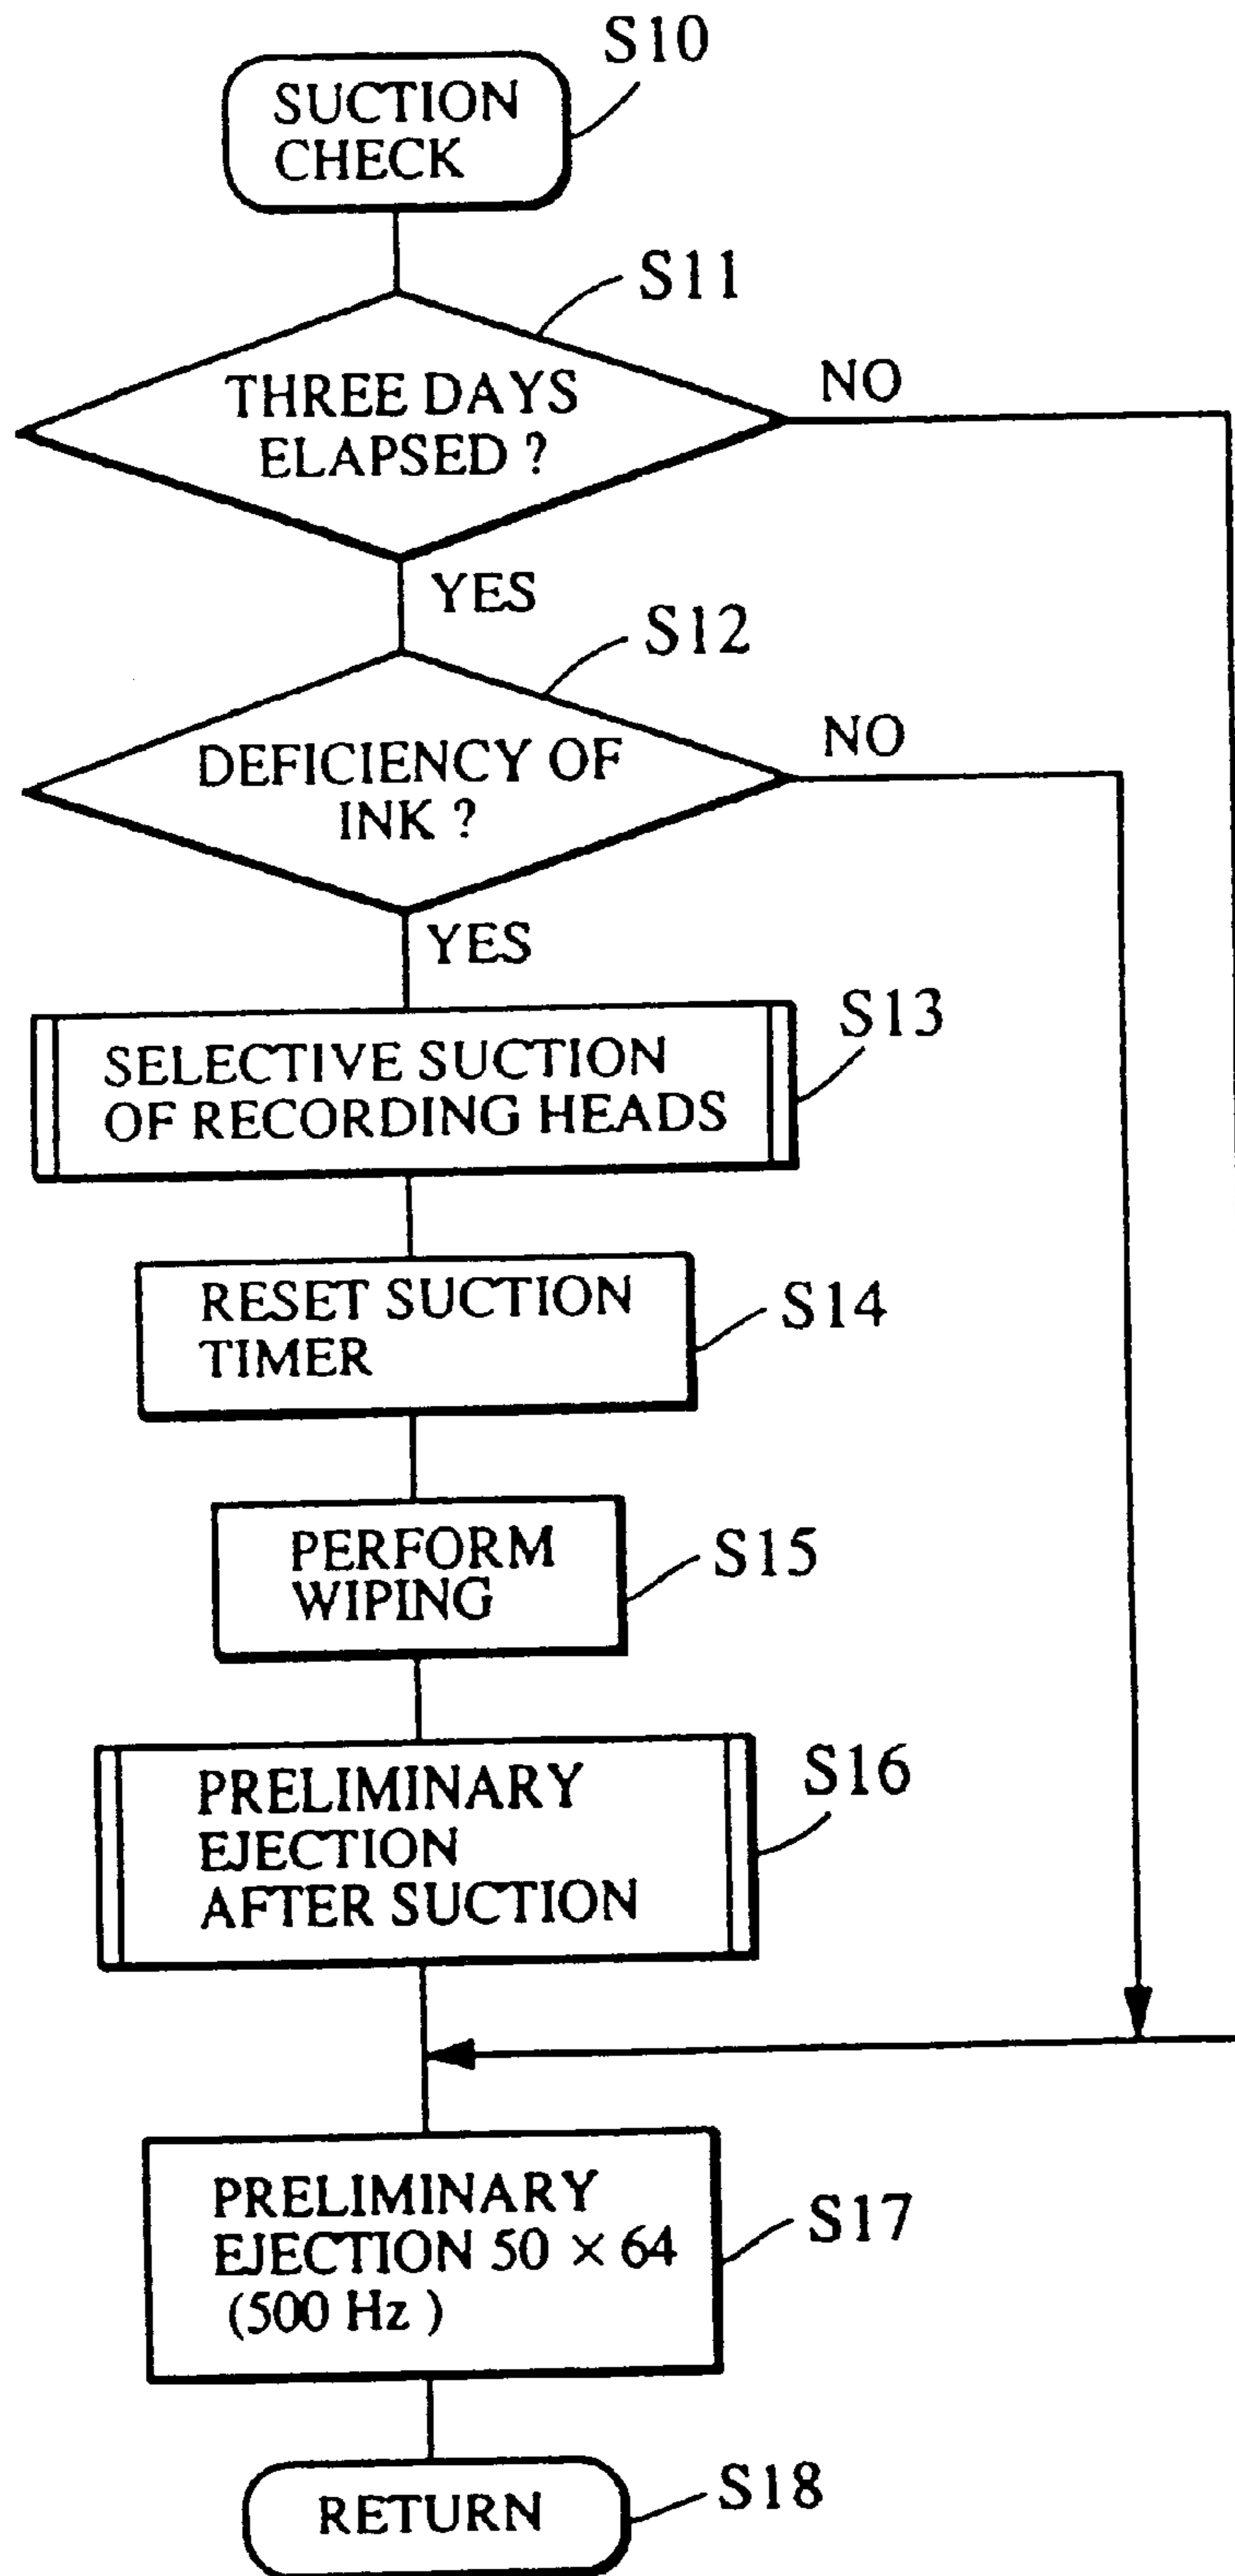 S10
SUCTION
CHECK
S11
THREE DAYS
ELAPSED ?
NO
YES
S12
DEFICIENCY OF
INK ?
NO
YES
S13
SELECTIVE SUCTION
OF RECORDING HEADS
RESET SUCTION
TIMER
S14
PERFORM
WIPING
S15
PRELIMINARY
EJECTION
AFTER SUCTION
S16
PRELIMINARY
EJECTION 50 × 64
(500 Hz )
S17
RETURN
S18